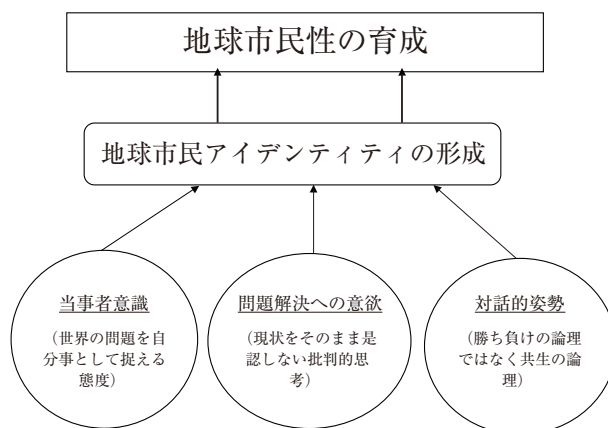 地球市民性の育成
地球市民アイデンティティの形成
当事者意識
（世界の問題を自
分事として捉える
態度）
問題解決への意欲
（現状をそのまま是
認しない批判的思
考）
対話的姿勢
（勝ち負けの論理
ではなく共生の論
理）